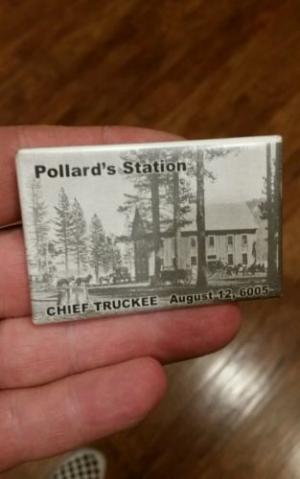 Pollard's Station
CHIEF TRUCKEE August 12, 6005